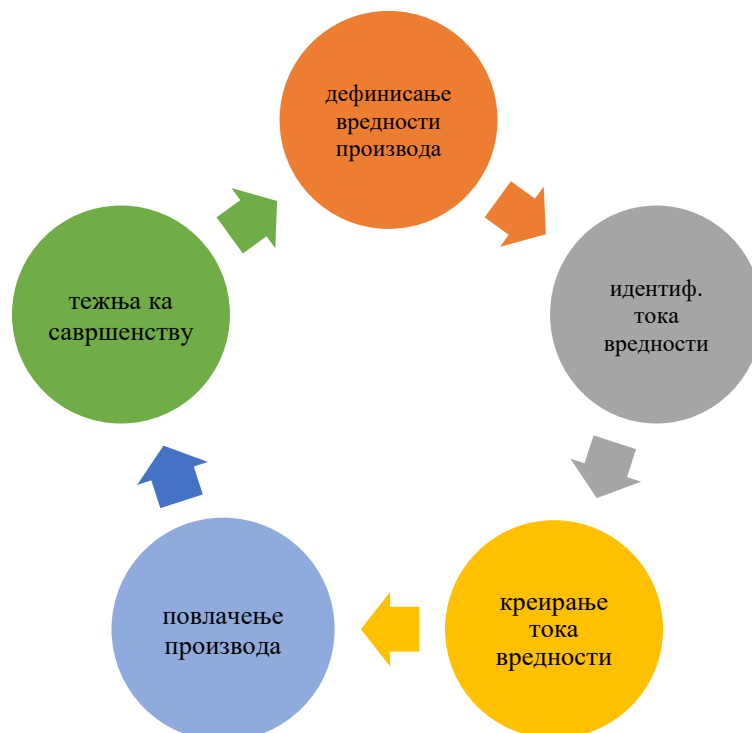 дефинисање
вредности
производа
идентиф.
тока
вредности
креирање
тока
вредности
повлачење
производа
тежња ка
савршенству